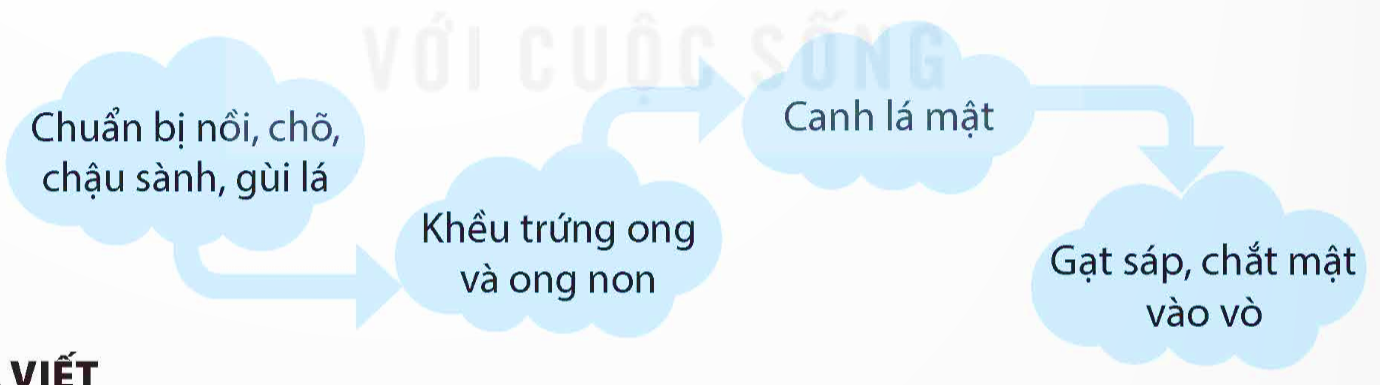 VỚI CUỘC SỐNG
Chuẩn bị nồi, chõ,
chậu sành, gùi lá
Khều trứng ong
và ong non
Canh lá mật
Gạt sáp, chắt mật
vào vò
VIẾT